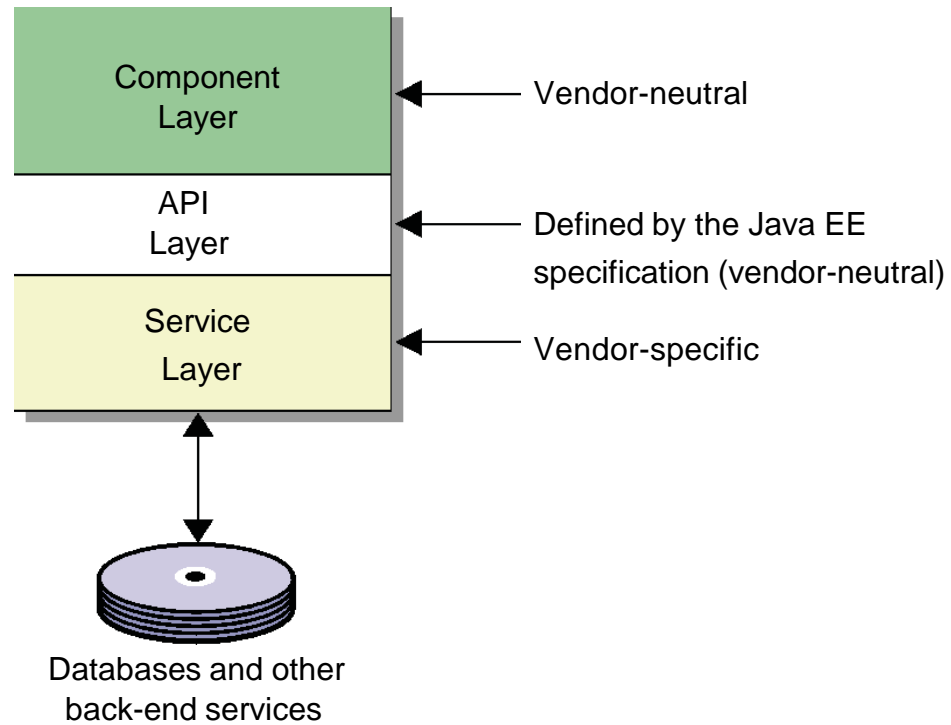 Component
Layer
Vendor-neutral
API
Layer
Defined by the Java EE
specification (vendor-neutral)
Service
Layer
Vendor-specific
Databases and other
back-end services